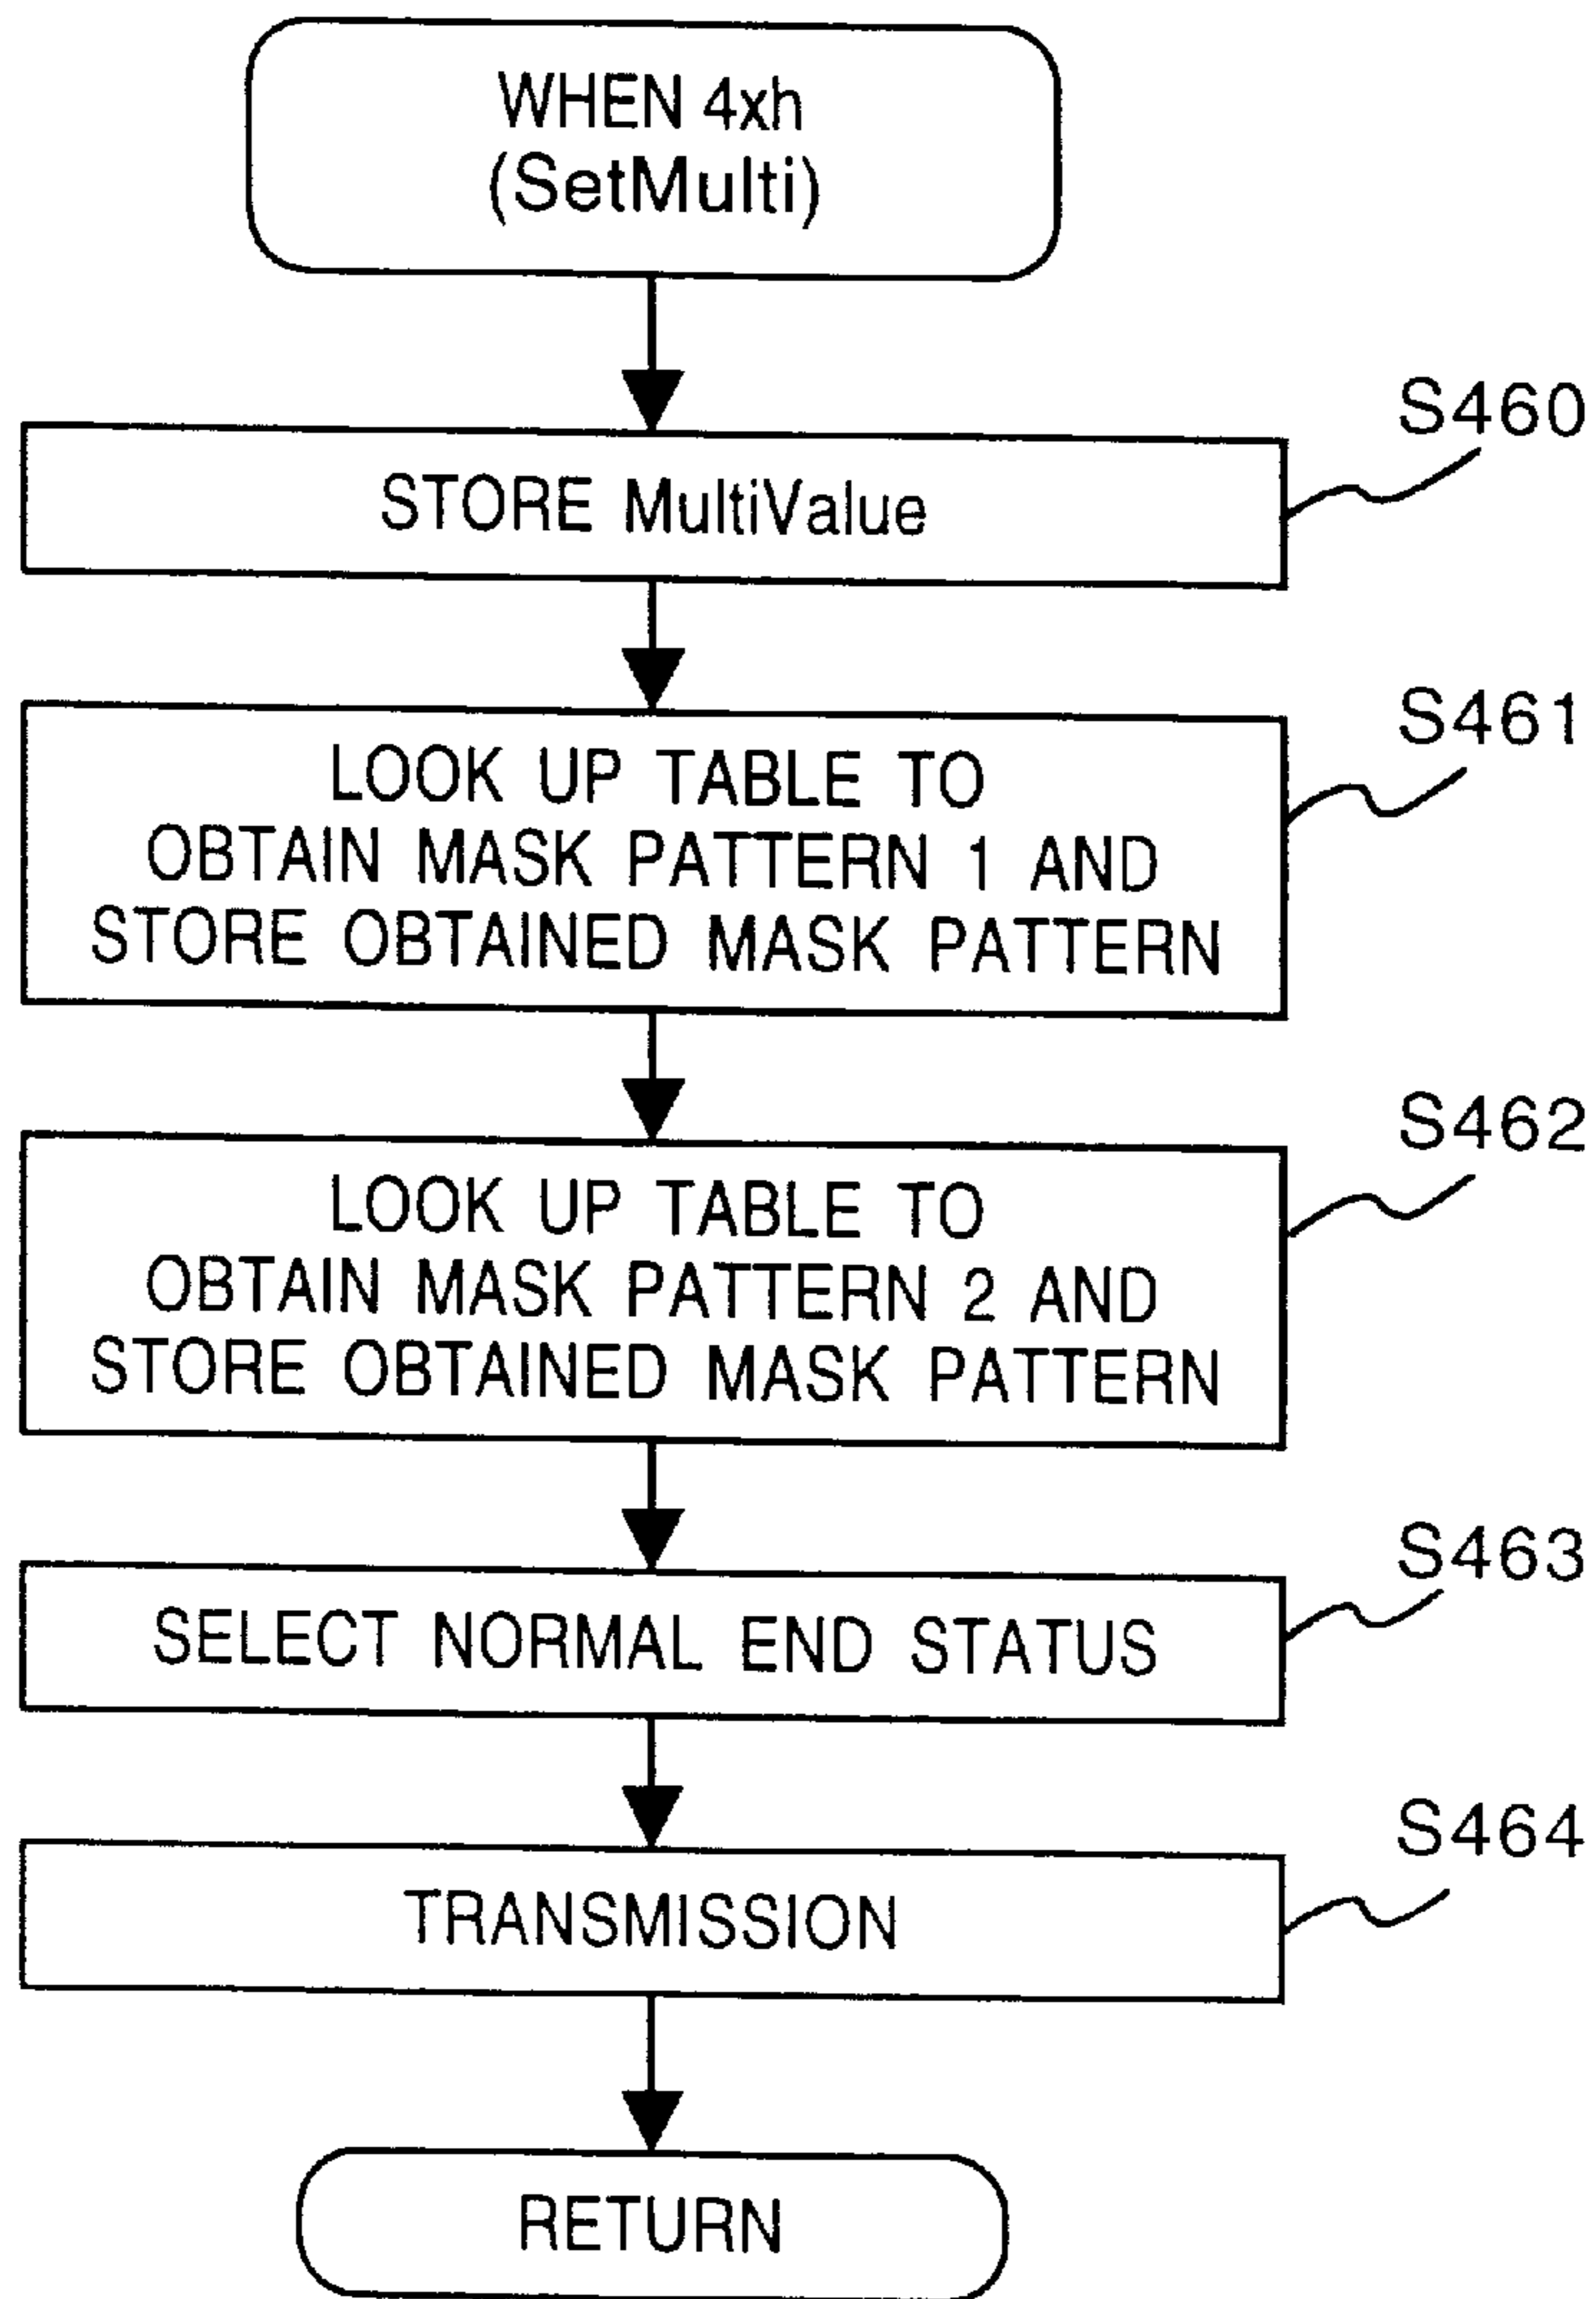 WHEN 4xh
(SetMulti)
S460
STORE MultiValue
S461
LOOK UP TABLE TO
OBTAIN MASK PATTERN 1 AND
STORE OBTAINED MASK PATTERN
S462
LOOK UP TABLE TO
OBTAIN MASK PATTERN 2 AND
STORE OBTAINED MASK PATTERN
S463
SELECT NORMAL END STATUS
S464
TRANSMISSION
RETURN